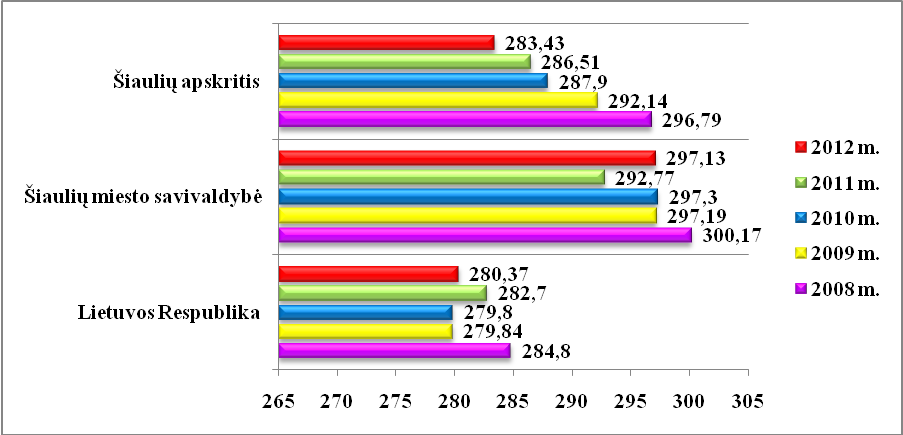 Šiaulių apskritis
283,43
286,51
287,9
292,14
296,79
Šiaulių miesto savivaldybė
297,13
292,77
297,3
297,19
300,17
Lietuvos Respublika
280,37
282,7
279,8
279,84
284,8
265 270 275 280 285 290 295 300 305
2012 m.
2011 m.
2010 m.
2009 m.
2008 m.